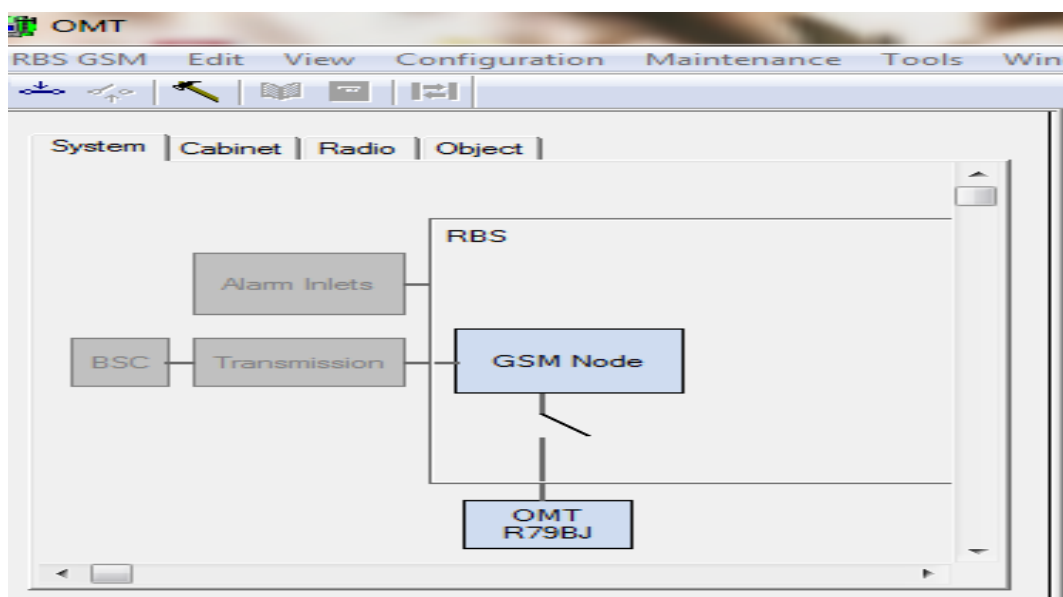 OMT
RBS GSM Edit View Configuration Maintenance Tools Win
System Cabinet Radio Object
RBS
Alarm Inlets
BSC Transmission GSM Node
OMT
R79BJ